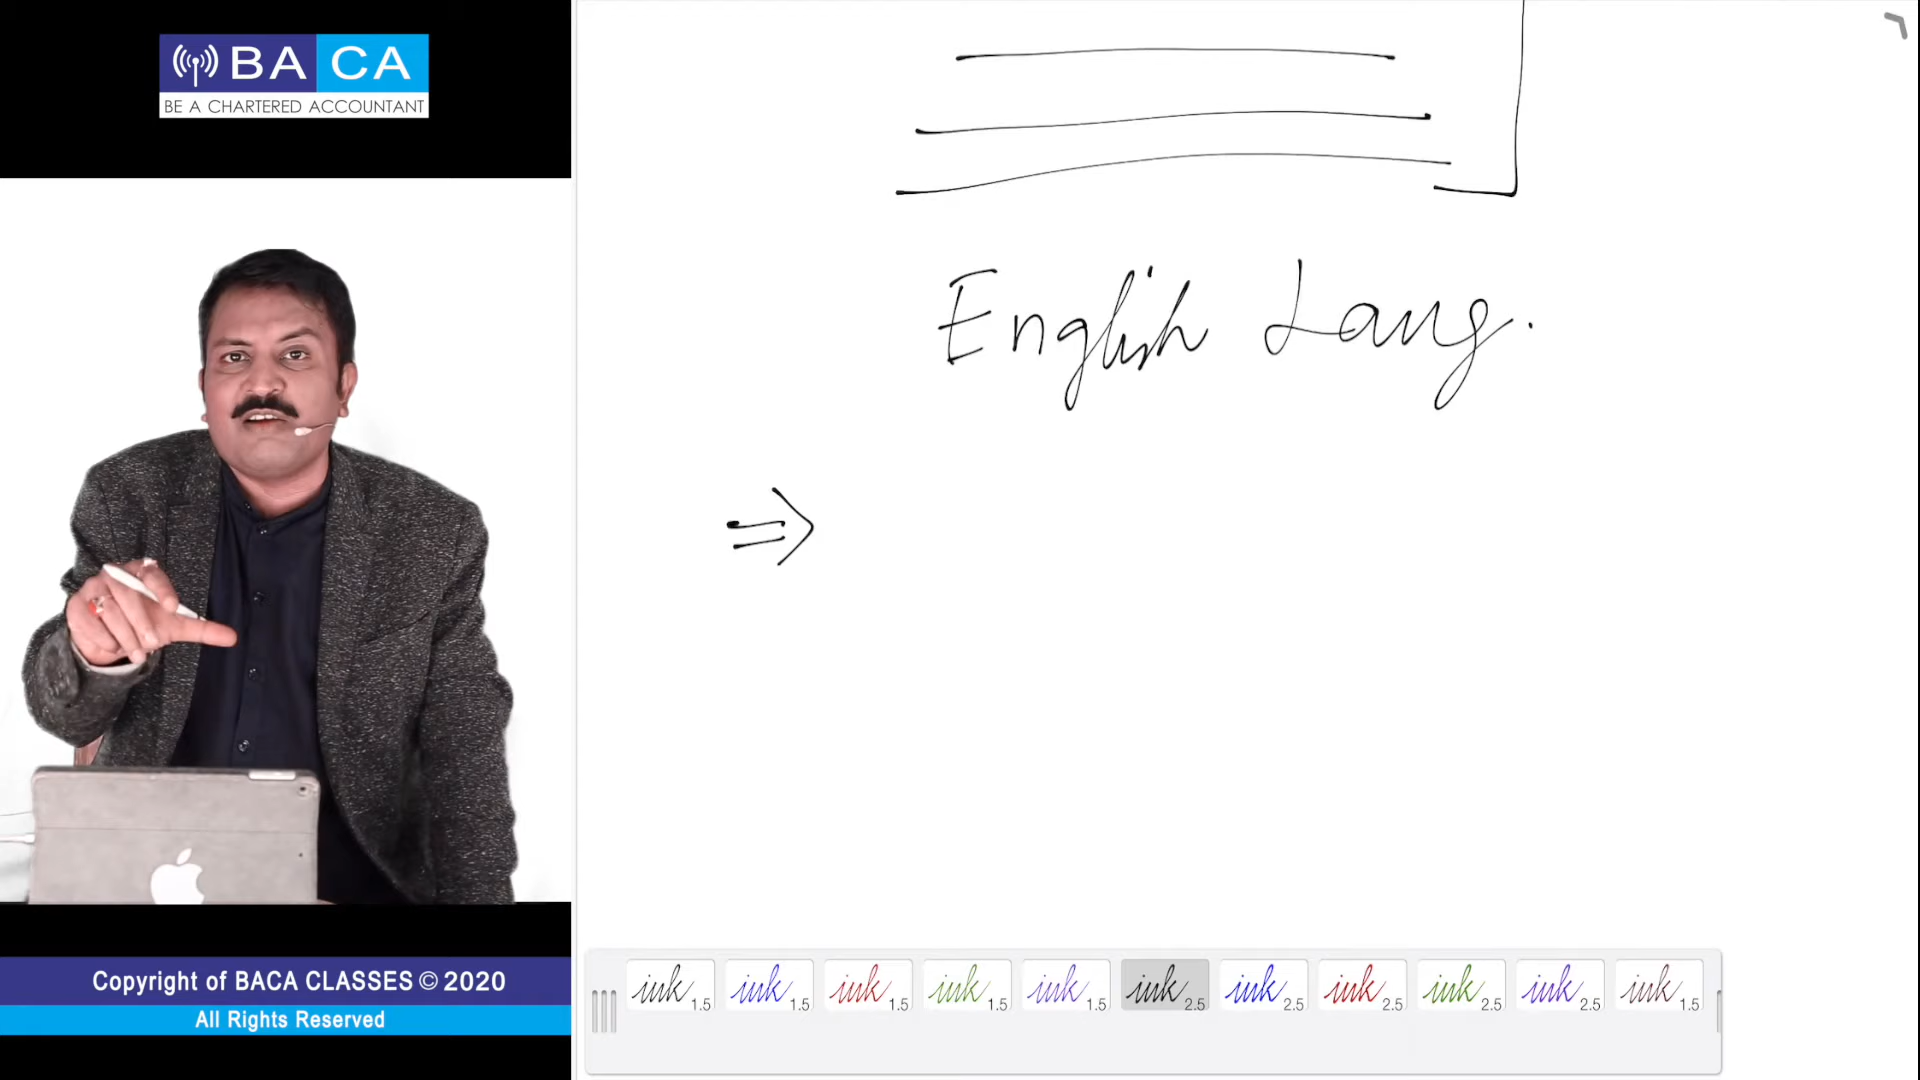 BA CA
BE A CHARTERED ACCOUNTANT
English Lang.
⇒
Copyright of BACA CLASSES © 2020
All Rights Reserved
ink 1.5 ink 1.5 ink 1.5 ink 1.5 ink 1.5 ink 2.5 ink 2.5 ink 2.5 ink 2.5 ink 2.5 ink 1.5